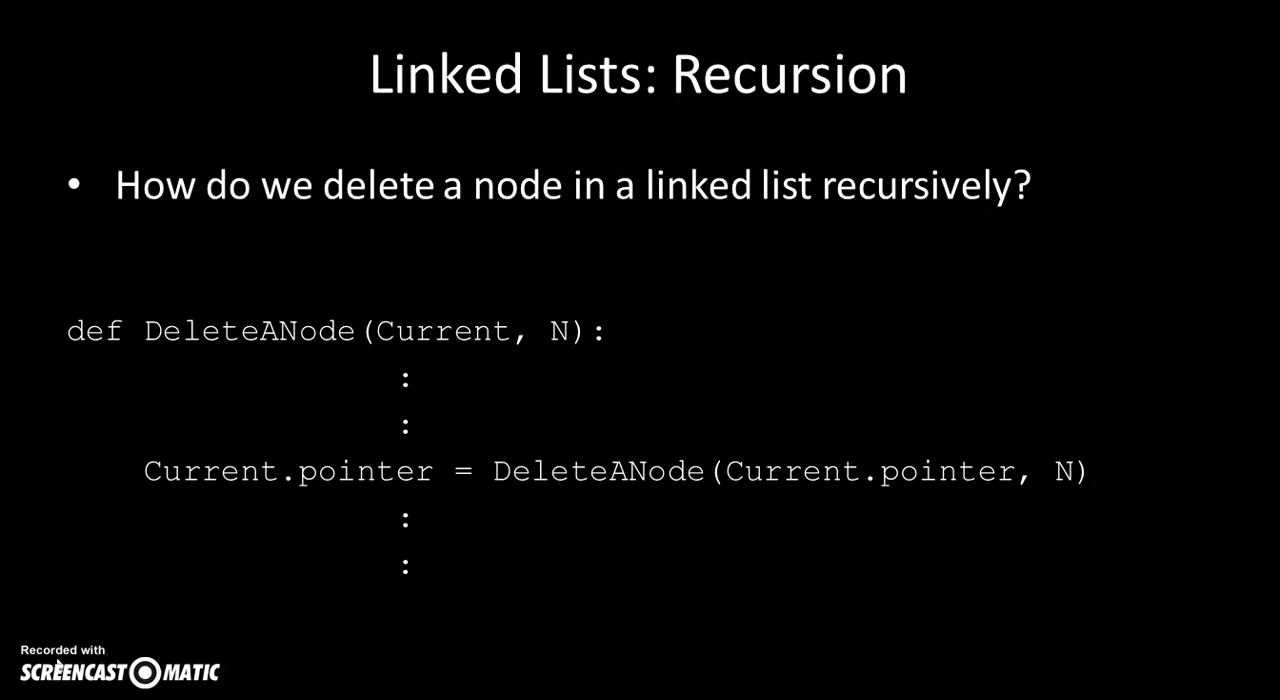 Linked Lists: Recursion
• How do we delete a node in a linked list recursively?
def DeleteANode(Current, N):
:
:
Current.pointer = DeleteANode(Current.pointer, N)
:
:
Recorded with
SCREENCAST-O-MATIC